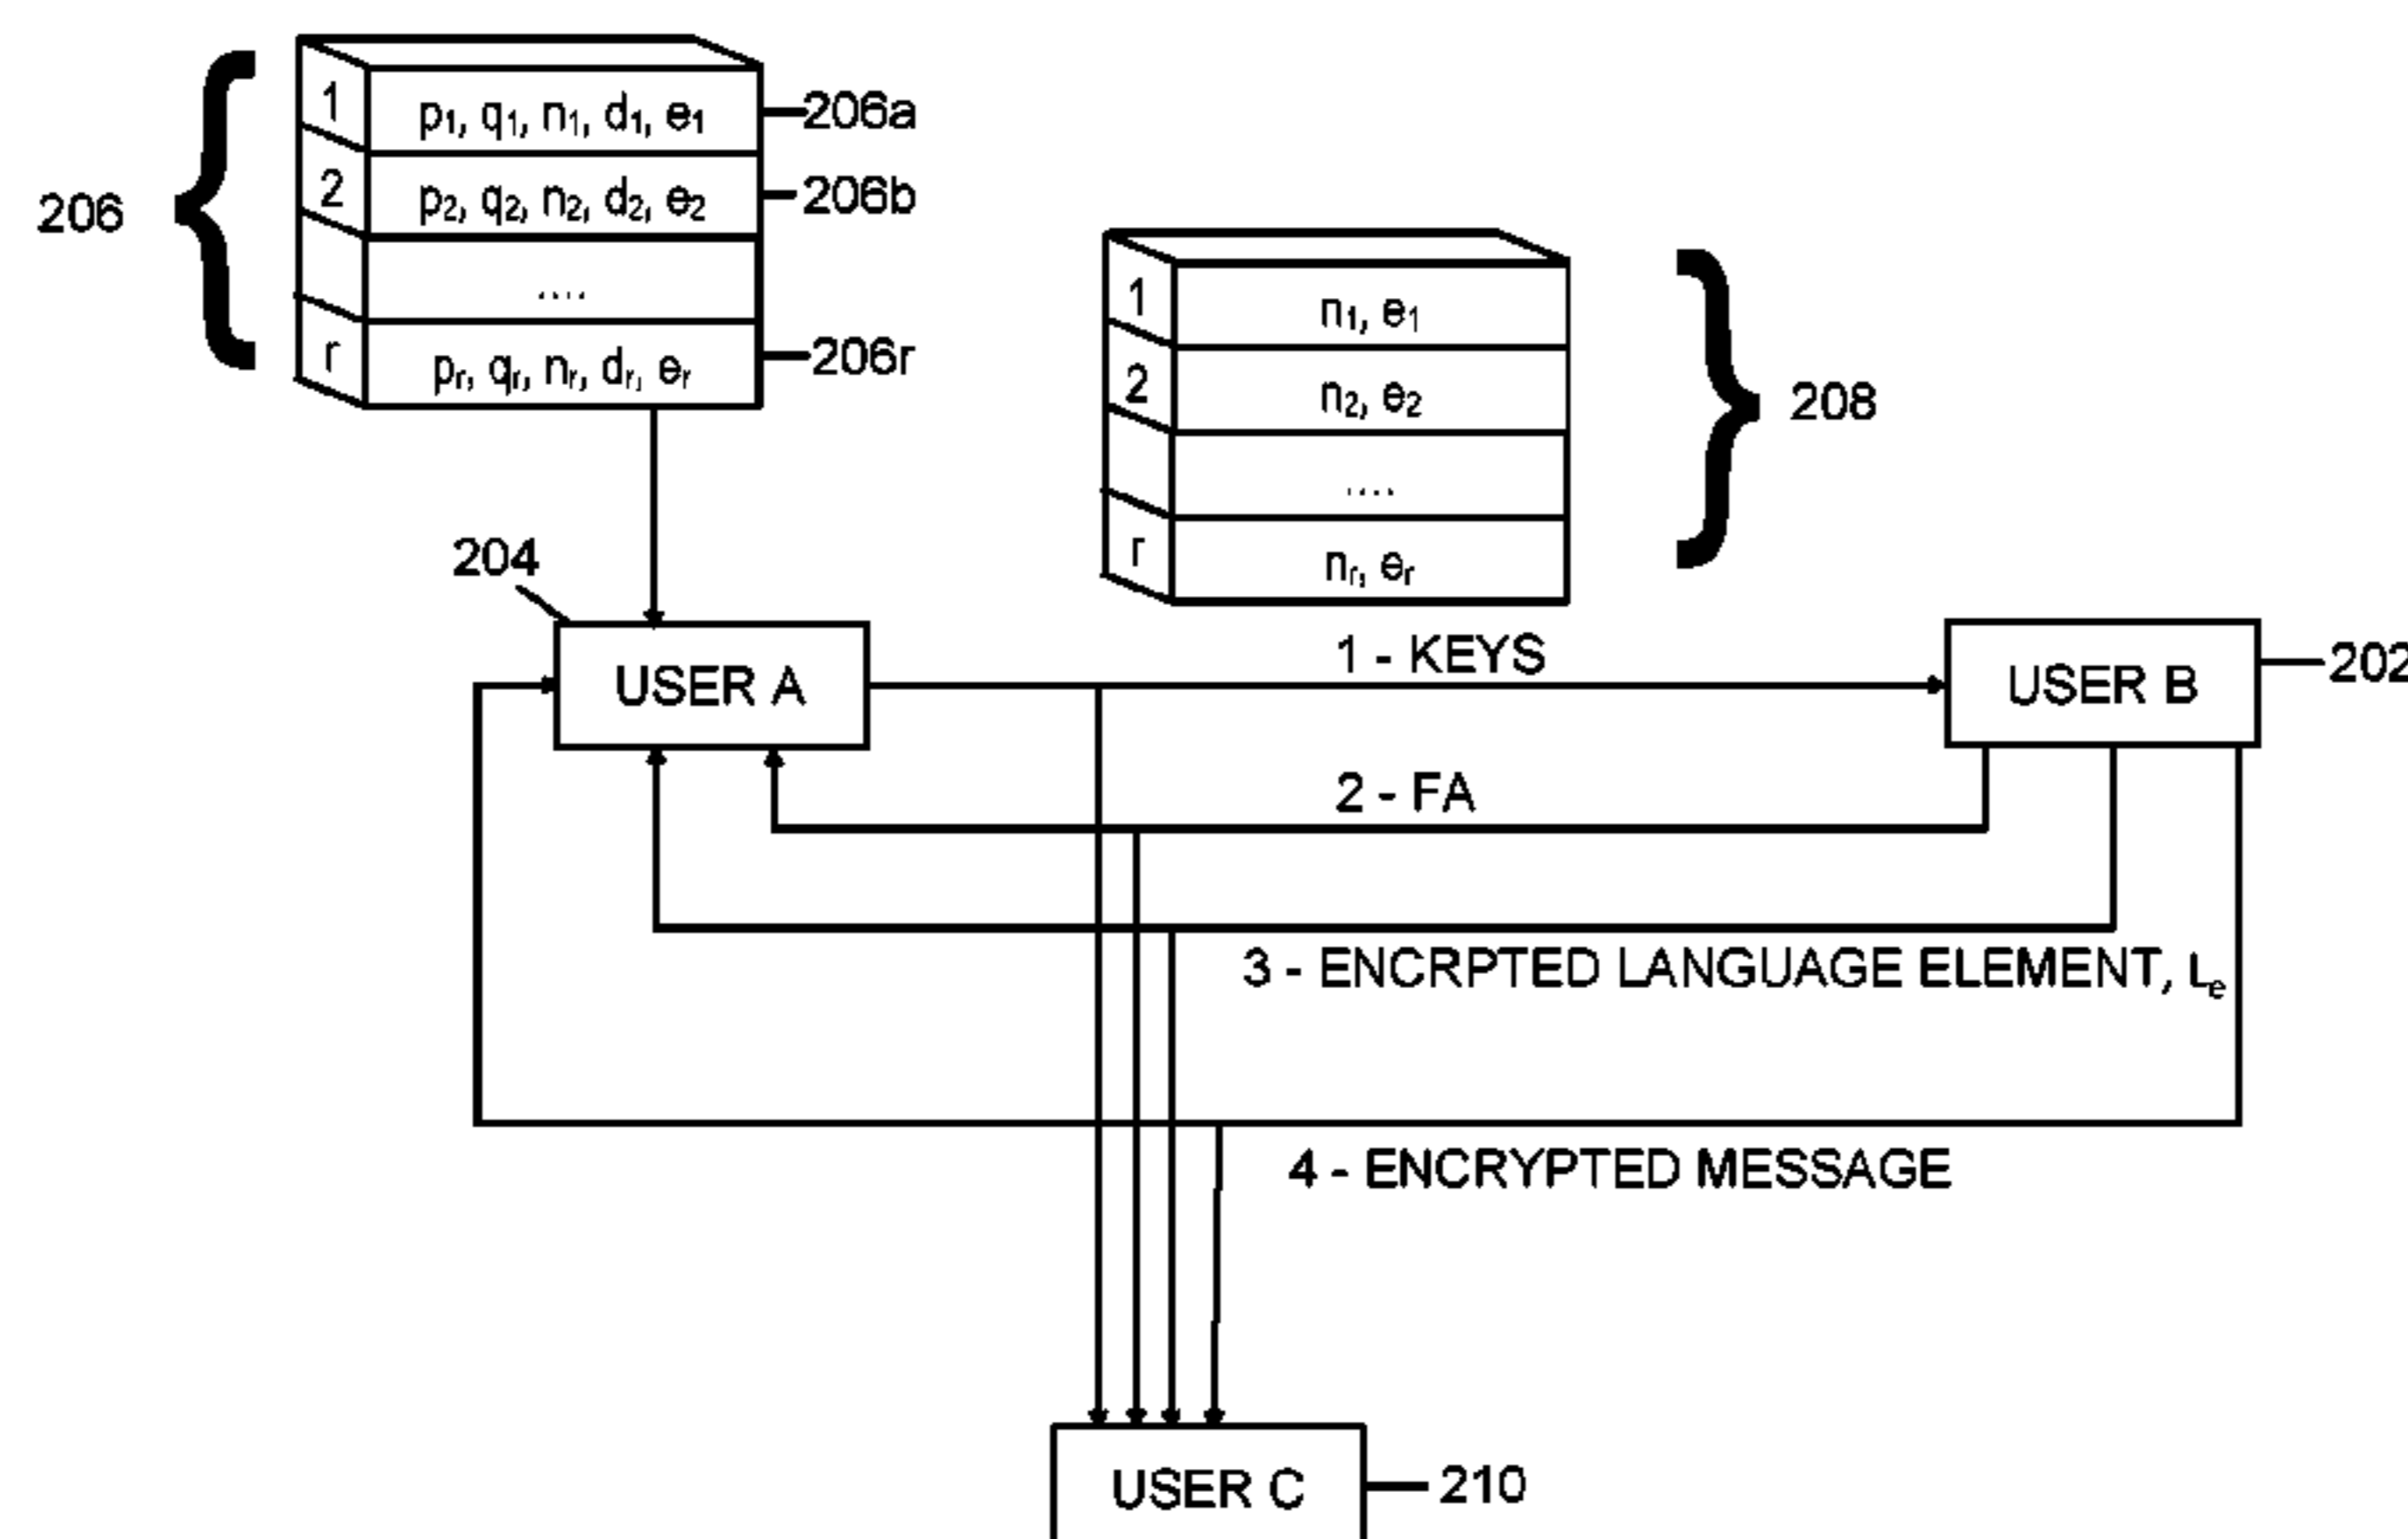 1
p₁, q₁, n₁, d₁, e₁
206a
206
2
p₂, q₂, n₂, d₂, e₂
206b
....
r
pᵣ, qᵣ, nᵣ, dᵣ, eᵣ
206r
1
n₁, e₁
2
n₂, e₂
208
....
r
nᵣ, eᵣ
204
USER A
1 - KEYS
USER B
202
2 - FA
3 - ENCRPTED LANGUAGE ELEMENT, Lₑ
4 - ENCRYPTED MESSAGE
USER C
210